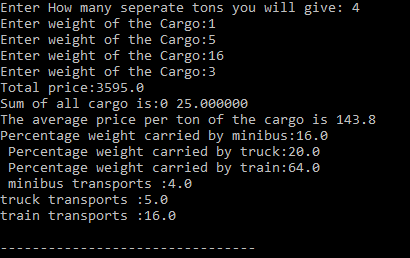 Enter How many seperate tons you will give: 4
Enter weight of the Cargo:1
Enter weight of the Cargo:5
Enter weight of the Cargo:16
Enter weight of the Cargo:3
Total price:3595.0
Sum of all cargo is:0 25.000000
The average price per ton of the cargo is 143.8
Percentage weight carried by minibus:16.0
 Percentage weight carried by truck:20.0
 Percentage weight carried by train:64.0
 minibus transports :4.0
truck transports :5.0
train transports :16.0
--------------------------------